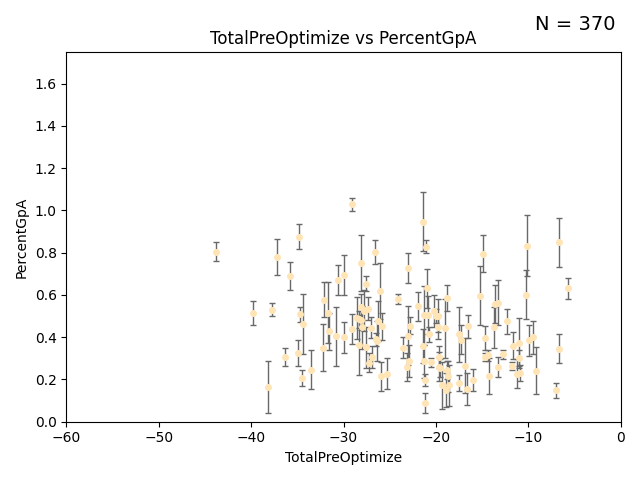 N = 370
TotalPreOptimize vs PercentGpA
PercentGpA
1.6
1.4
1.2
1.0
0.8
0.6
0.4
0.2
0.0
−60 −50 −40 −30 −20 −10 0
TotalPreOptimize